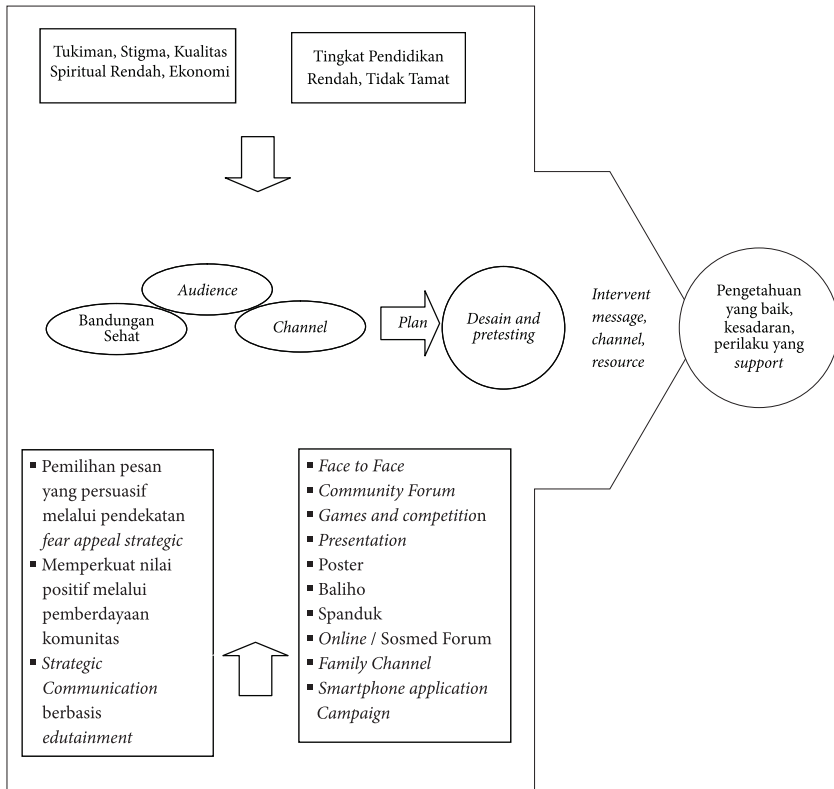 Tukiman, Stigma, Kualitas
Spiritual Rendah, Ekonomi
Tingkat Pendidikan
Rendah, Tidak Tamat
Audience
Bandungan
Sehat
Channel
Plan
Desain and
pretesting
Intervent
message,
channel,
resource
Pengetahuan
yang baik,
kesadaran,
perilaku yang
support
▪ Pemilihan pesan
yang persuasif
melalui pendekatan
fear appeal strategic
▪ Memperkuat nilai
positif melalui
pemberdayaan
komunitas
▪ Strategic
Communication
berbasis
edutainment
▪ Face to Face
▪ Community Forum
▪ Games and competition
▪ Presentation
▪ Poster
▪ Baliho
▪ Spanduk
▪ Online / Sosmed Forum
▪ Family Channel
▪ Smartphone application
Campaign